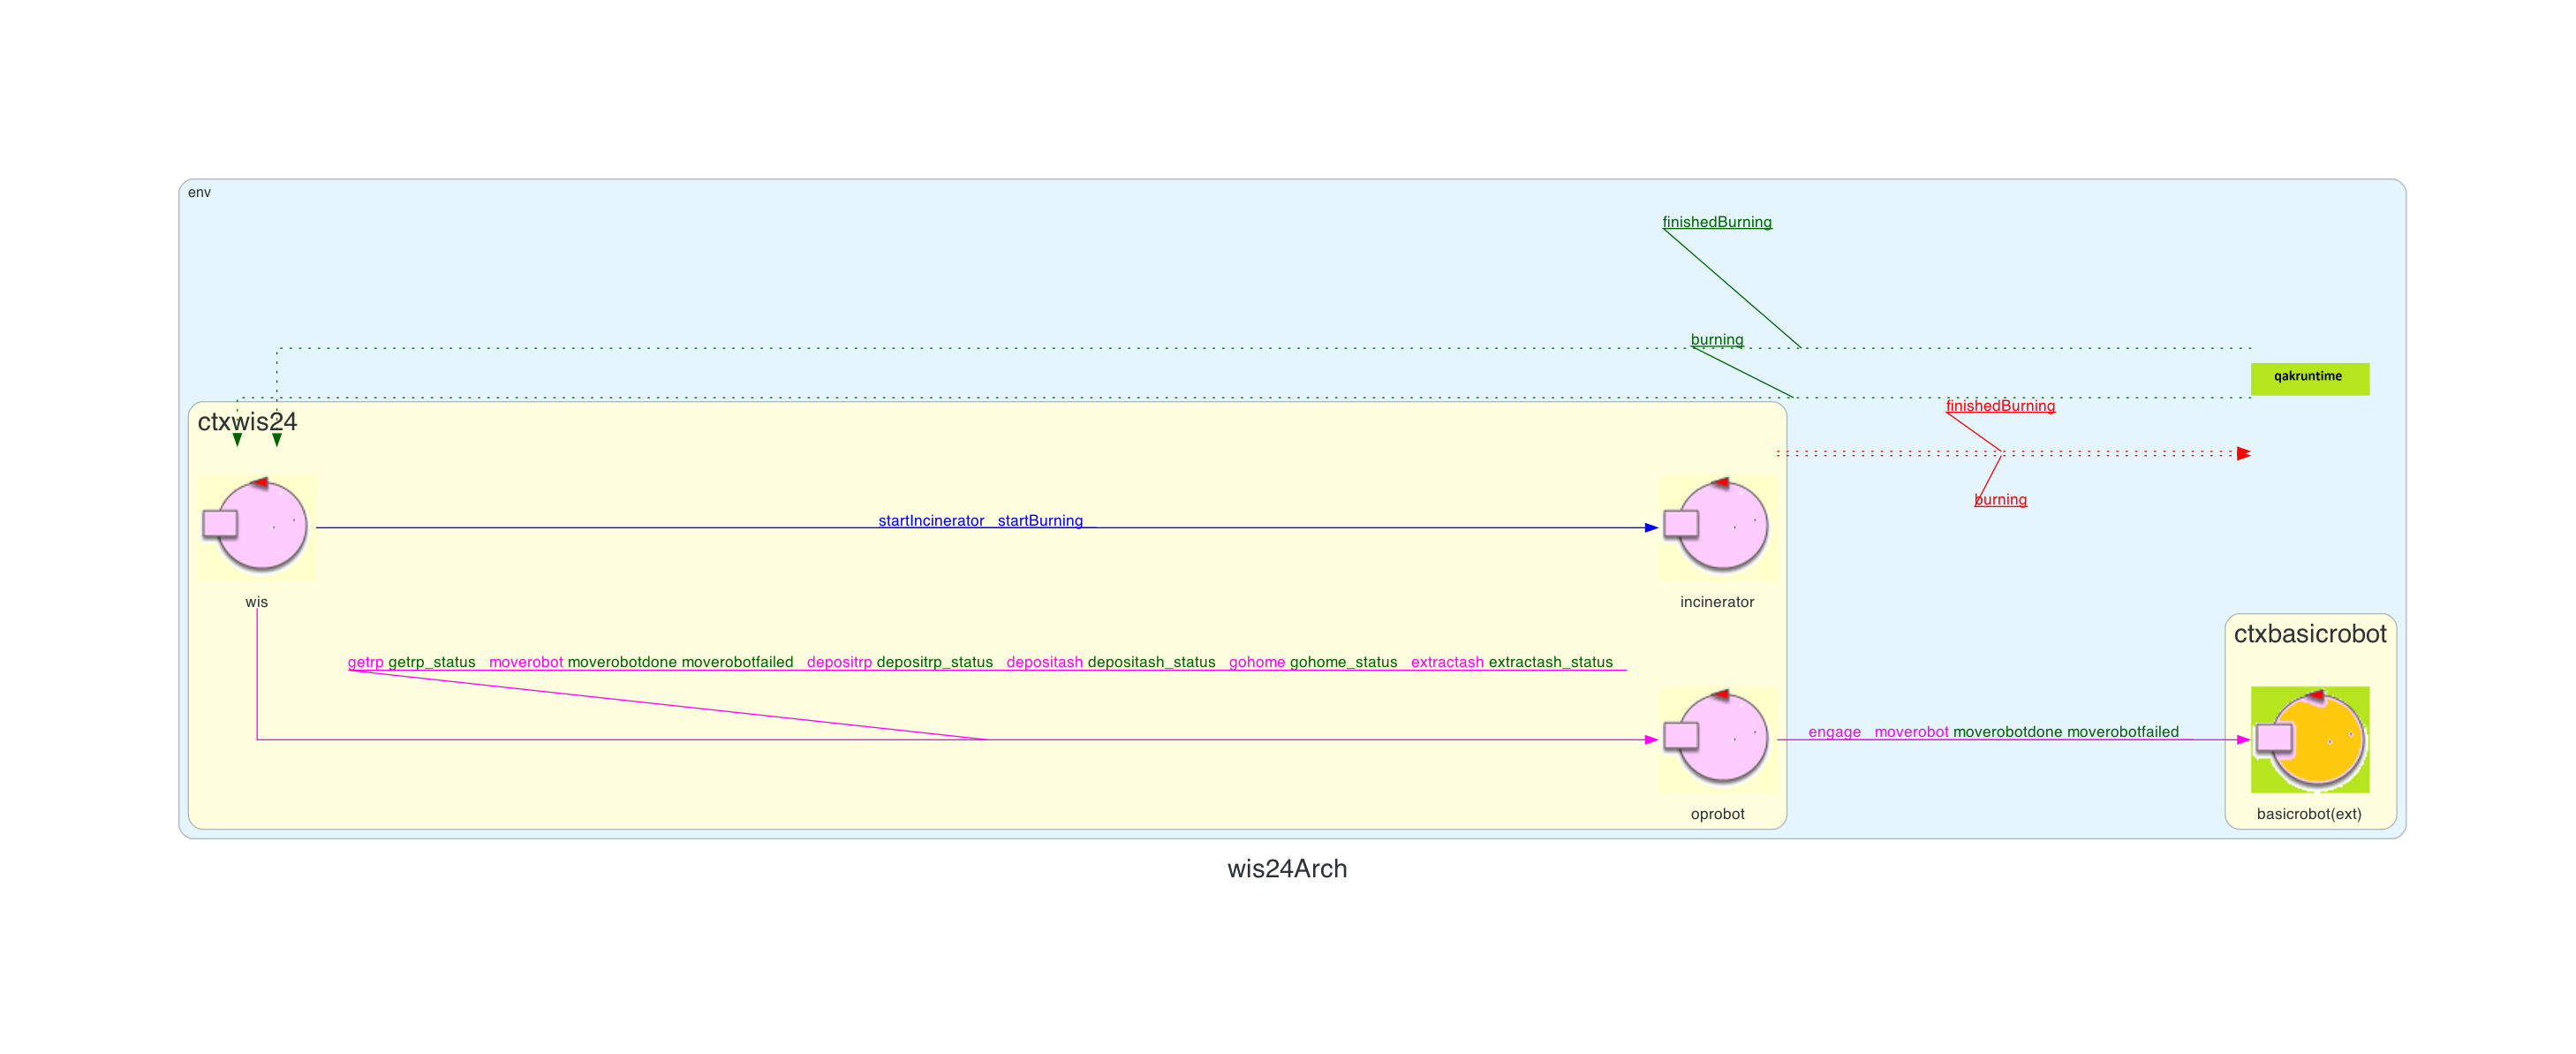 env
finishedBurning
burning
qakruntime
finishedBurning
ctxwis24
burning
startIncinerator startBurning
wis
incinerator
ctxbasicrobot
getrp getrp_status moverobot moverobotdone moverobotfailed depositrp depositrp_status depositash depositash_status gohome gohome_status extractash extractash_status
engage moverobot moverobotdone moverobotfailed
oprobot
basicrobot(ext)
wis24Arch